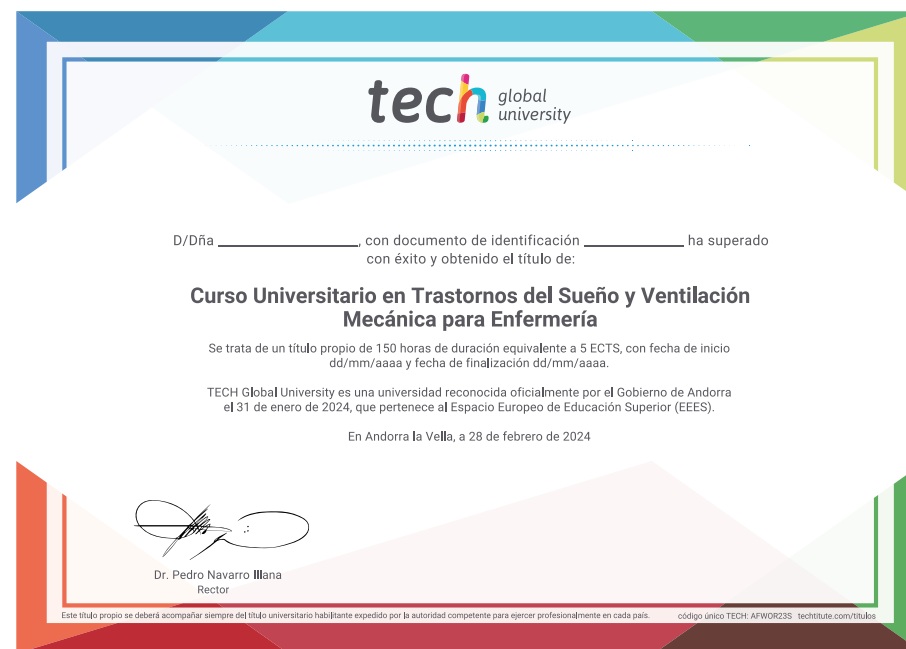 tech global university
D/Dña ____________________, con documento de identificación ______________ ha superado
con éxito y obtenido el título de:
Curso Universitario en Trastornos del Sueño y Ventilación
Mecánica para Enfermería
Se trata de un título propio de 150 horas de duración equivalente a 5 ECTS, con fecha de inicio
dd/mm/aaaa y fecha de finalización dd/mm/aaaa.
TECH Global University es una universidad reconocida oficialmente por el Gobierno de Andorra
el 31 de enero de 2024, que pertenece al Espacio Europeo de Educación Superior (EEES).
En Andorra la Vella, a 28 de febrero de 2024
Dr. Pedro Navarro Illana
Rector
Este título propio se deberá acompañar siempre del título universitario habilitante expedido por la autoridad competente para ejercer profesionalmente en cada país. código único TECH: AFWOR23S techtitute.com/titulos